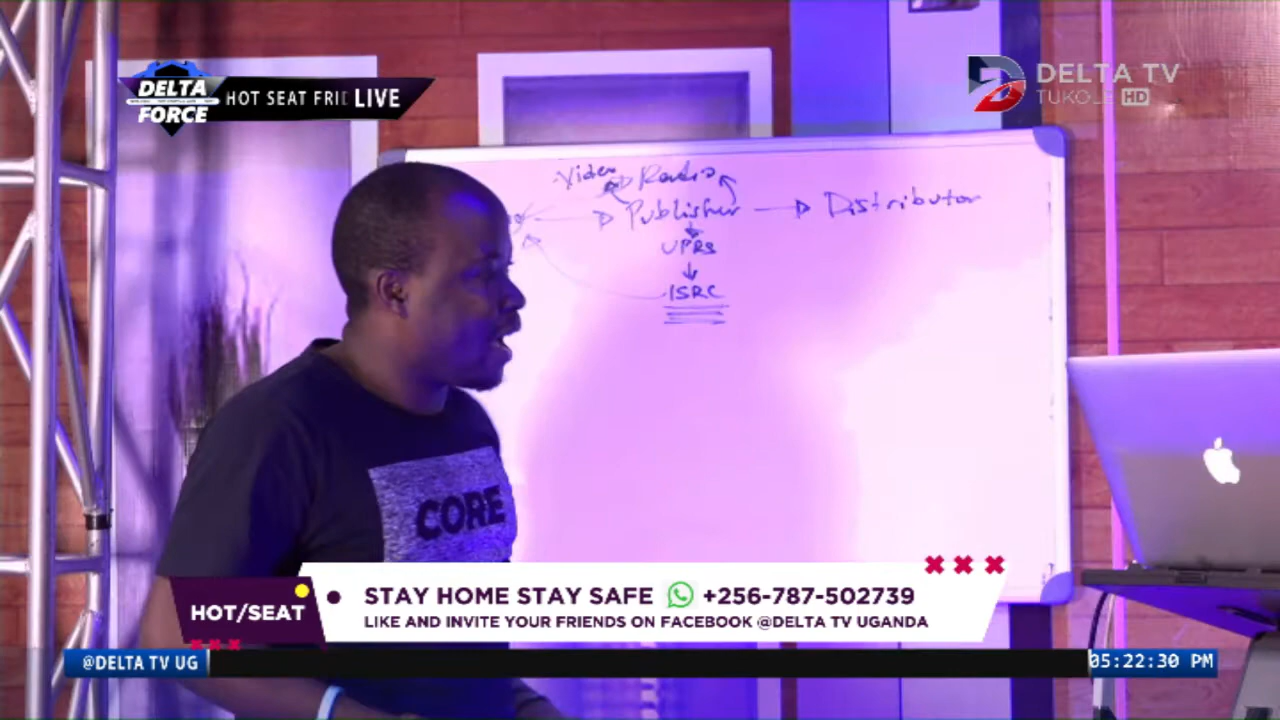 DELTA
FORCE
HOT SEAT FRI
LIVE
DELTA TV
TUKOLE HD
Video Radio
Publisher Distributor
UPRS
ISRC
CORE
HOT/SEAT
STAY HOME STAY SAFE +256-787-502739
LIKE AND INVITE YOUR FRIENDS ON FACEBOOK @DELTA TV UGANDA
@DELTA TV UG
05:22:30 PM